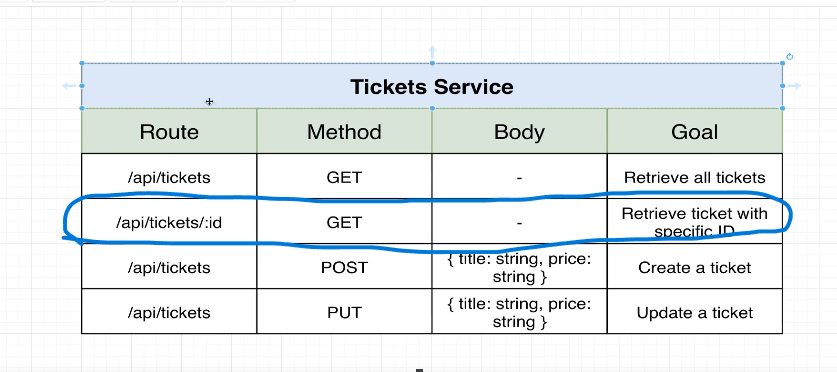 Tickets Service
Route Method Body Goal
/api/tickets GET - Retrieve all tickets
/api/tickets/:id GET - Retrieve ticket with
specific ID
/api/tickets POST { title: string, price:
string } Create a ticket
/api/tickets PUT { title: string, price:
string } Update a ticket